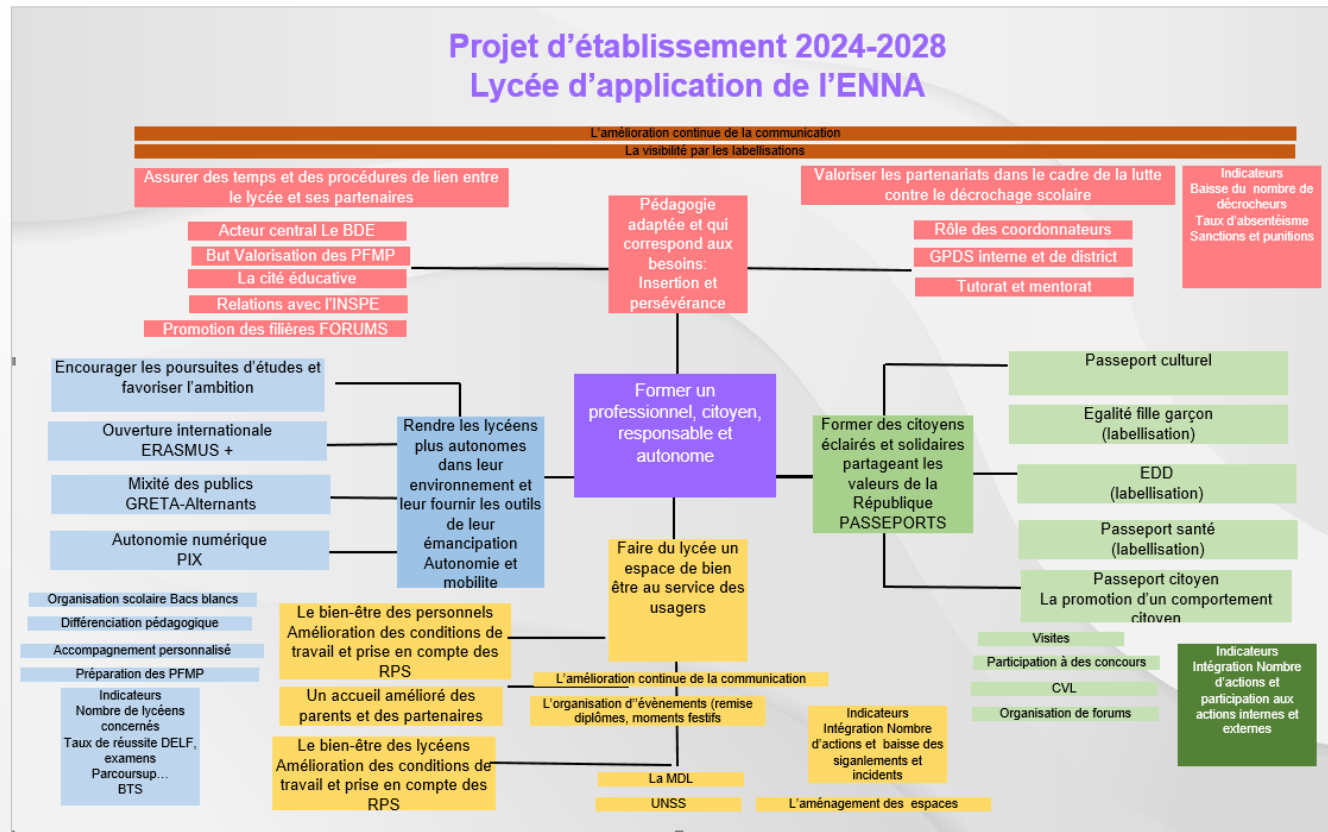 Projet d'établissement 2024-2028
Lycée d'application de l'ENNA
L'amélioration continue de la communication
La visibilité par les labellisations
Assurer des temps et des procédures de lien entre
le lycée et ses partenaires
Acteur central Le BDE
But Valorisation des PFMP
La cité éducative
Relations avec l'INSPE
Promotion des filières FORUMS
Pédagogie
adaptée et qui
correspond aux
besoins:
Insertion et
persévérance
Valoriser les partenariats dans le cadre de la lutte
contre le décrochage scolaire
Rôle des coordonnateurs
GPDS interne et de district
Tutorat et mentorat
Indicateurs
Baisse du nombre de
décrocheurs
Taux d'absentéisme
Sanctions et punitions
Encourager les poursuites d'études et
favoriser l'ambition
Ouverture internationale
ERASMUS +
Mixité des publics
GRETA-Alternants
Autonomie numérique
PIX
Rendre les lycéens
plus autonomes
dans leur
environnement et
leur fournir les outils
de leur
émancipation
Autonomie et
mobilite
Former un
professionnel, citoyen,
responsable et
autonome
Former des citoyens
éclairés et solidaires
partageant les
valeurs de la
République
PASSEPORTS
Passeport culturel
Egalité fille garçon
(labellisation)
EDD
(labellisation)
Passeport santé
(labellisation)
Passeport citoyen
La promotion d'un comportement
citoyen
Organisation scolaire Bacs blancs
Différenciation pédagogique
Accompagnement personnalisé
Préparation des PFMP
Indicateurs
Nombre de lycéens
concernés
Taux de réussite DELF,
examens
Parcoursup…
BTS
Faire du lycée un
espace de bien
être au service des
usagers
Le bien-être des personnels
Amélioration des conditions de
travail et prise en compte des
RPS
Un accueil amélioré des
parents et des partenaires
Le bien-être des lycéens
Amélioration des conditions de
travail et prise en compte des
RPS
L'amélioration continue de la communication
L'organisation d''évènements (remise
diplômes, moments festifs
La MDL
UNSS
L'aménagement des espaces
Indicateurs
Intégration Nombre
d'actions et baisse des
siganlements et
incidents
Visites
Participation à des concours
CVL
Organisation de forums
Indicateurs
Intégration Nombre
d'actions et
participation aux
actions internes et
externes